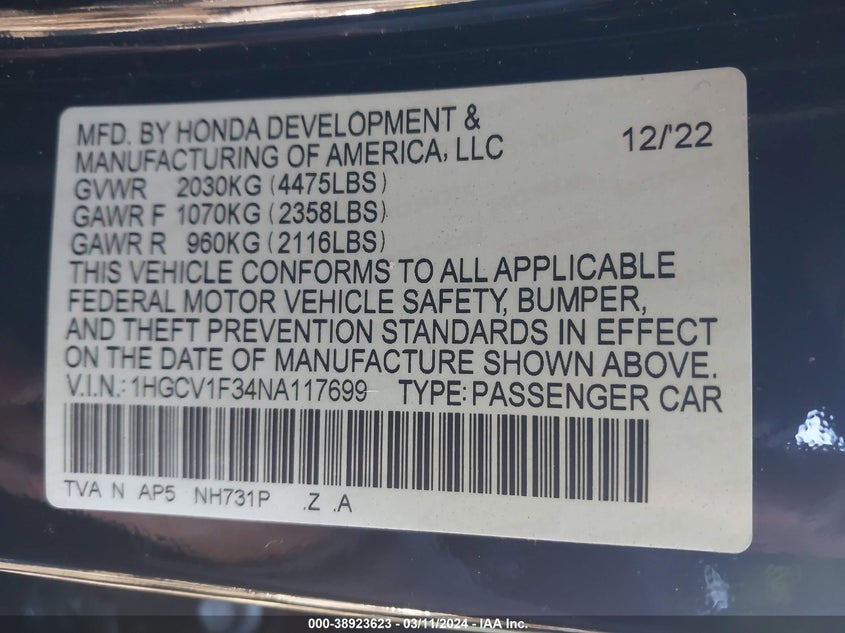 MFD. BY HONDA DEVELOPMENT &
MANUFACTURING OF AMERICA, LLC 12/'22
GVWR 2030KG (4475LBS)
GAWR F 1070KG (2358LBS)
GAWR R 960KG (2116LBS)
THIS VEHICLE CONFORMS TO ALL APPLICABLE
FEDERAL MOTOR VEHICLE SAFETY, BUMPER,
AND THEFT PREVENTION STANDARDS IN EFFECT
ON THE DATE OF MANUFACTURE SHOWN ABOVE.
V.I.N.: 1HGCV1F34NA117699 TYPE: PASSENGER CAR
TVA N AP5 NH731P .Z .A
000-38923623 - 03/11/2024 - IAA Inc.